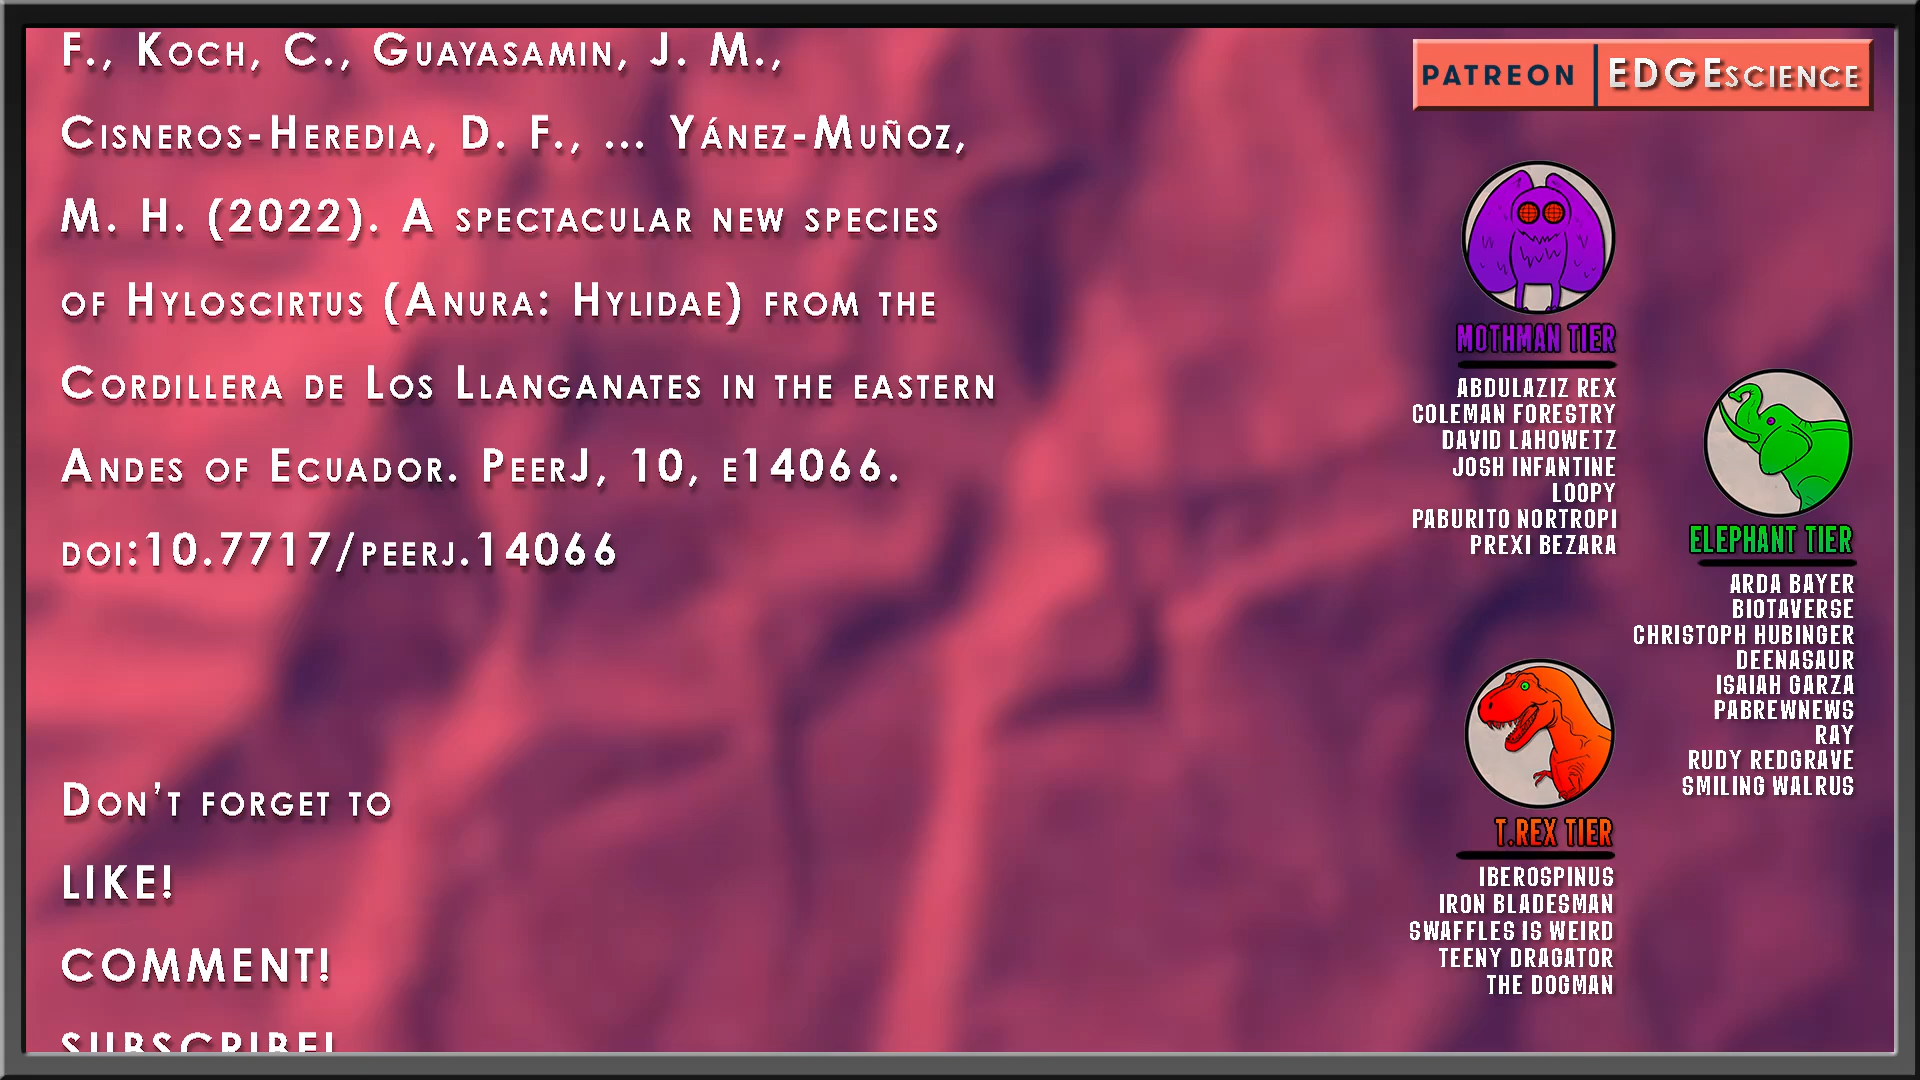 F., Koch, C., Guayasamin, J. M.,
Cisneros-Heredia, D. F., ... Yánez-Muñoz,
M. H. (2022). A spectacular new species
of Hyloscirtus (Anura: Hylidae) from the
Cordillera de Los Llanganates in the eastern
Andes of Ecuador. PeerJ, 10, e14066.
doi:10.7717/peerj.14066
Don't forget to
LIKE!
COMMENT!
SUBSCRIBE!
PATREON | EDGEscience
MOTHMAN TIER
ABDULAZIZ REX
COLEMAN FORESTRY
DAVID LAHOWETZ
JOSH INFANTINE
LOOPY
PABURITO NORTROPI
PREXI BEZARA
ELEPHANT TIER
ARDA BAYER
BIOTAVERSE
CHRISTOPH HUBINGER
DEENASAUR
ISAIAH GARZA
PABREWNEWS
RAY
RUDY REDGRAVE
SMILING WALRUS
T.REX TIER
IBEROSPINUS
IRON BLADESMAN
SWAFFLES IS WEIRD
TEENY DRAGATOR
THE DOGMAN